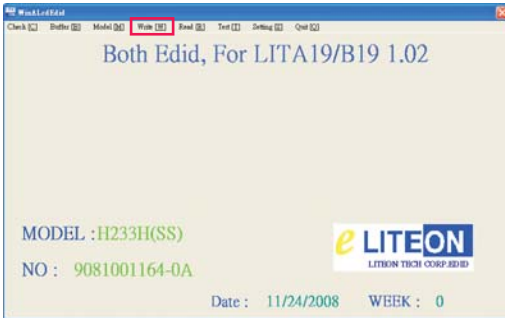 WinALedEdid
Check [C] Buffer [B] Model [M] Write [W] Read [R] Test [T] Setting [S] Quit [Q]
Both Edid, For LITA19/B19 1.02
MODEL : H233H(SS)
e LITEON
LITEON TECH CORP.EDID
NO : 9081001164-0A
Date : 11/24/2008 WEEK : 0